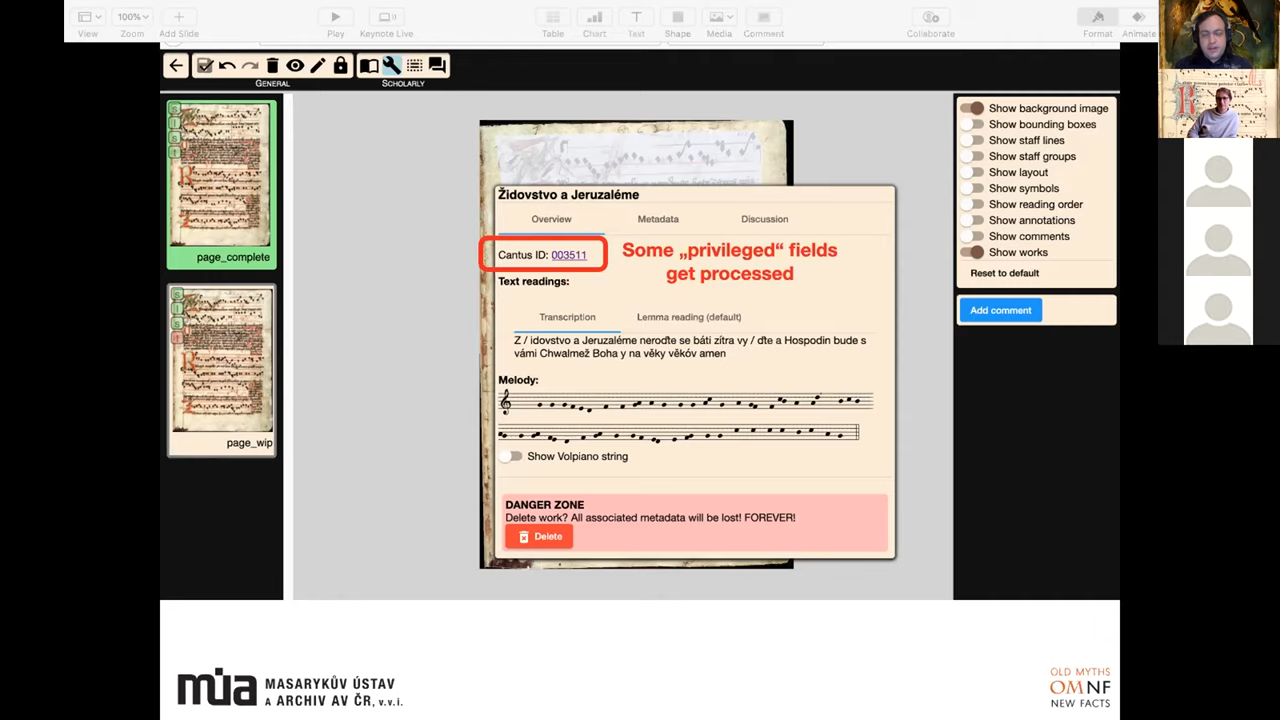 View
100%
Zoom
Add Slide
Play
Keynote Live
Table
Chart
Text
Shape
Media
Comment
Collaborate
Format
Animate
GENERAL
SCHOLARLY
page_complete
page_wip
Židovstvo a Jeruzaléme
Overview
Metadata
Discussion
Cantus ID: 003511
Some „privileged“ fields
get processed
Text readings:
Transcription
Lemma reading (default)
Z / idovstvo a Jeruzaléme neroďte se báti zítra vy / ďte a Hospodin bude s
vámi Chwalmež Boha y na věky věkóv amen
Melody:
Show Volpiano string
DANGER ZONE
Delete work? All associated metadata will be lost! FOREVER!
Delete
Show background image
Show bounding boxes
Show staff lines
Show staff groups
Show layout
Show symbols
Show reading order
Show annotations
Show comments
Show works
Reset to default
Add comment
mua MASARYKŮV ÚSTAV
A ARCHIV AV ČR, v.v.i.
OLD MYTHS
OMNF
NEW FACTS